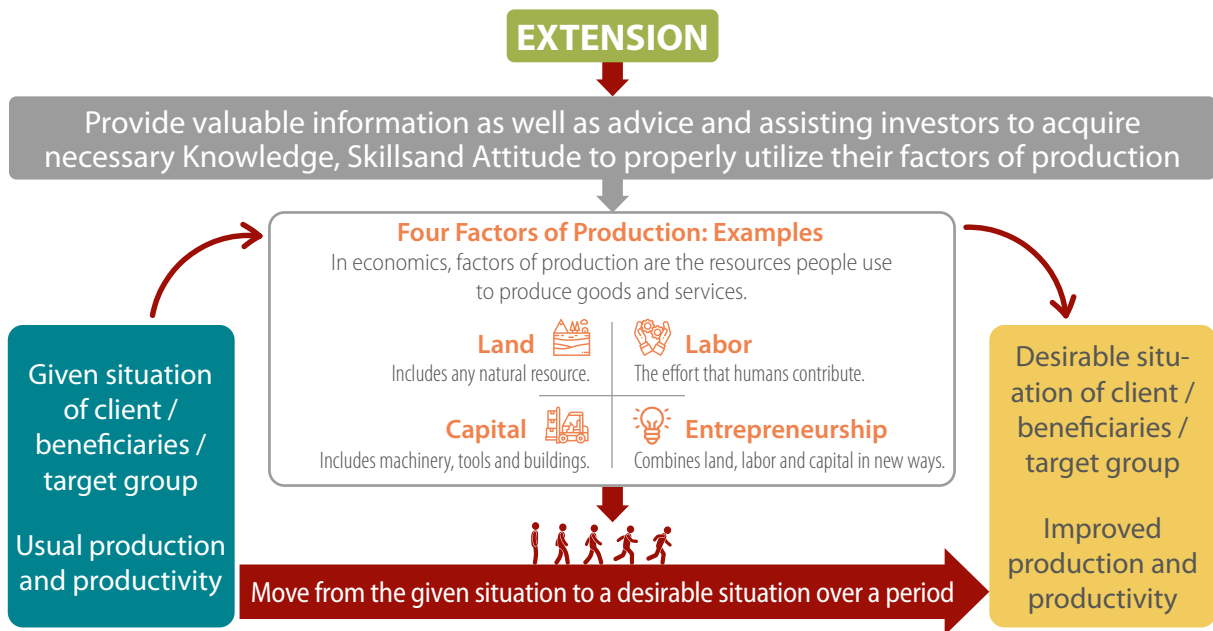 EXTENSION
Provide valuable information as well as advice and assisting investors to acquire
necessary Knowledge, Skillsand Attitude to properly utilize their factors of production
Four Factors of Production: Examples
In economics, factors of production are the resources people use
to produce goods and services.
Land
Includes any natural resource.
Labor
The effort that humans contribute.
Capital
Includes machinery, tools and buildings.
Entrepreneurship
Combines land, labor and capital in new ways.
Given situation
of client /
beneficiaries /
target group
Usual production
and productivity
Move from the given situation to a desirable situation over a period
Desirable situ-
ation of client /
beneficiaries /
target group
Improved
production and
productivity